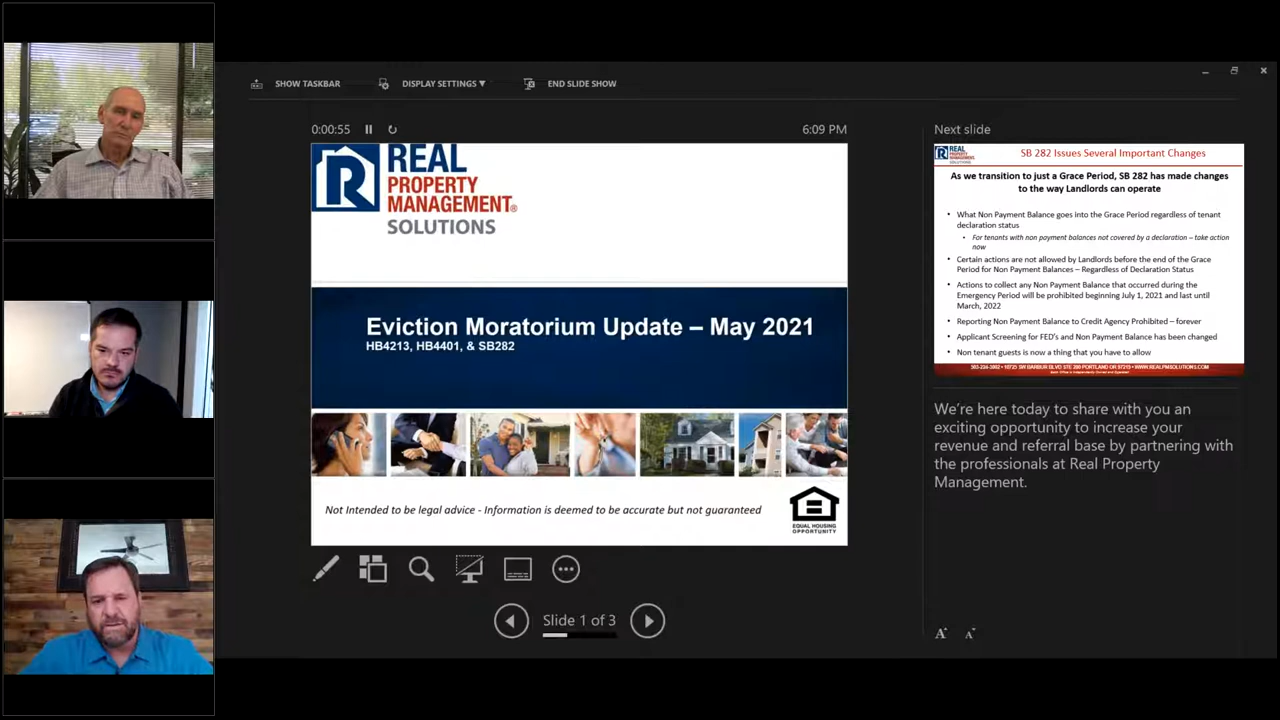 SHOW TASKBAR
DISPLAY SETTINGS ▼
END SLIDE SHOW
0:00:55
6:09 PM
REAL
PROPERTY
MANAGEMENT®
SOLUTIONS
Eviction Moratorium Update – May 2021
HB4213, HB4401, & SB282
Not Intended to be legal advice - Information is deemed to be accurate but not guaranteed
EQUAL HOUSING
OPPORTUNITY
Slide 1 of 3
Next slide
REAL
PROPERTY
MANAGEMENT
SOLUTIONS
SB 282 Issues Several Important Changes
As we transition to just a Grace Period, SB 282 has made changes
to the way Landlords can operate
• What Non Payment Balance goes into the Grace Period regardless of tenant
declaration status
• For tenants with non payment balances not covered by a declaration – take action
now
• Certain actions are not allowed by Landlords before the end of the Grace
Period for Non Payment Balances – Regardless of Declaration Status
• Actions to collect any Non Payment Balance that occurred during the
Emergency Period will be prohibited beginning July 1, 2021 and last until
March, 2022
• Reporting Non Payment Balance to Credit Agency Prohibited – forever
• Applicant Screening for FED's and Non Payment Balance has been changed
• Non tenant guests is now a thing that you have to allow
We're here today to share with you an
exciting opportunity to increase your
revenue and referral base by partnering with
the professionals at Real Property
Management.